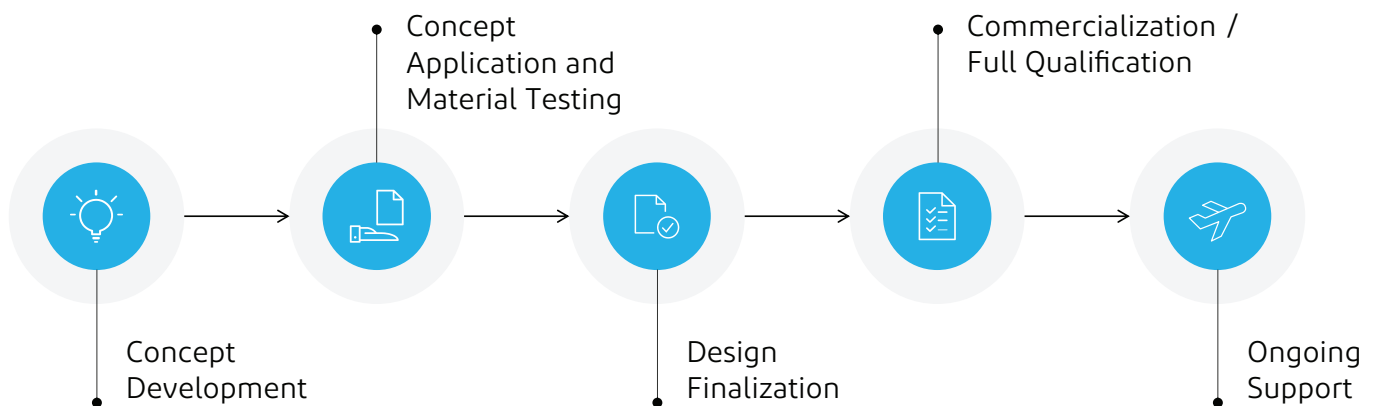 Concept
Development
Concept
Application and
Material Testing
Design
Finalization
Commercialization /
Full Qualification
Ongoing
Support